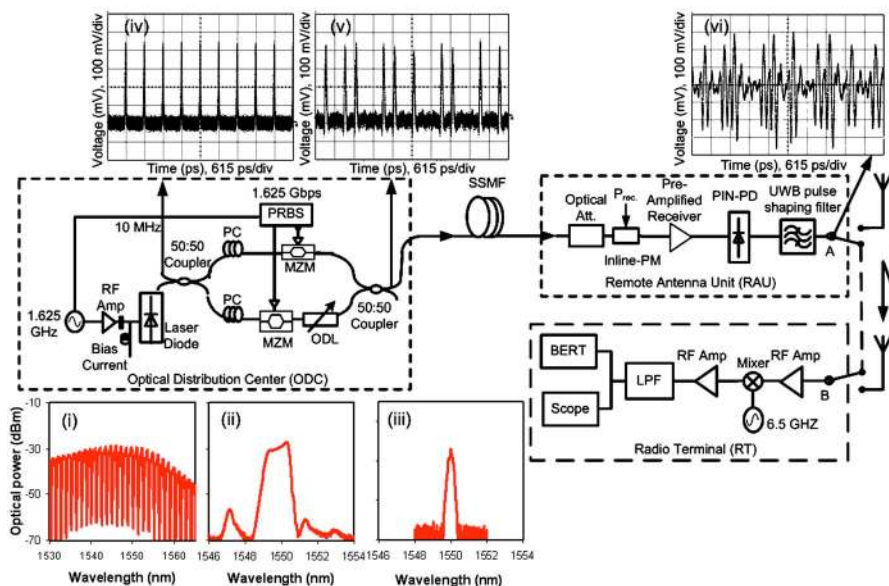 (iv)
Voltage (mV), 100 mV/div
Time (ps), 615 ps/div
(v)
Voltage (mV), 100 mV/div
Time (ps), 615 ps/div
(vi)
Voltage (mV), 100 mV/div
Time (ps), 615 ps/div
1.625 Gbps
PRBS
10 MHz
PC
50:50
Coupler
MZM
RF
Amp
1.625
GHz
Laser
Diode
Bias
Current
PC
MZM
ODL
50:50
Coupler
Optical Distribution Center (ODC)
SSMF
Optical
Att.
Prec.
Inline-PM
Pre-
Amplified
Receiver
PIN-PD
UWB pulse
shaping filter
A
Remote Antenna Unit (RAU)
BERT
Scope
LPF
RF Amp
Mixer
RF Amp
B
6.5 GHZ
Radio Terminal (RT)
Optical power (dBm)
-10
-30
-50
-70
(i)
1530 1540 1550 1560
Wavelength (nm)
(ii)
1546 1548 1550 1552 1554
Wavelength (nm)
(iii)
1546 1548 1550 1552 1554
Wavelength (nm)